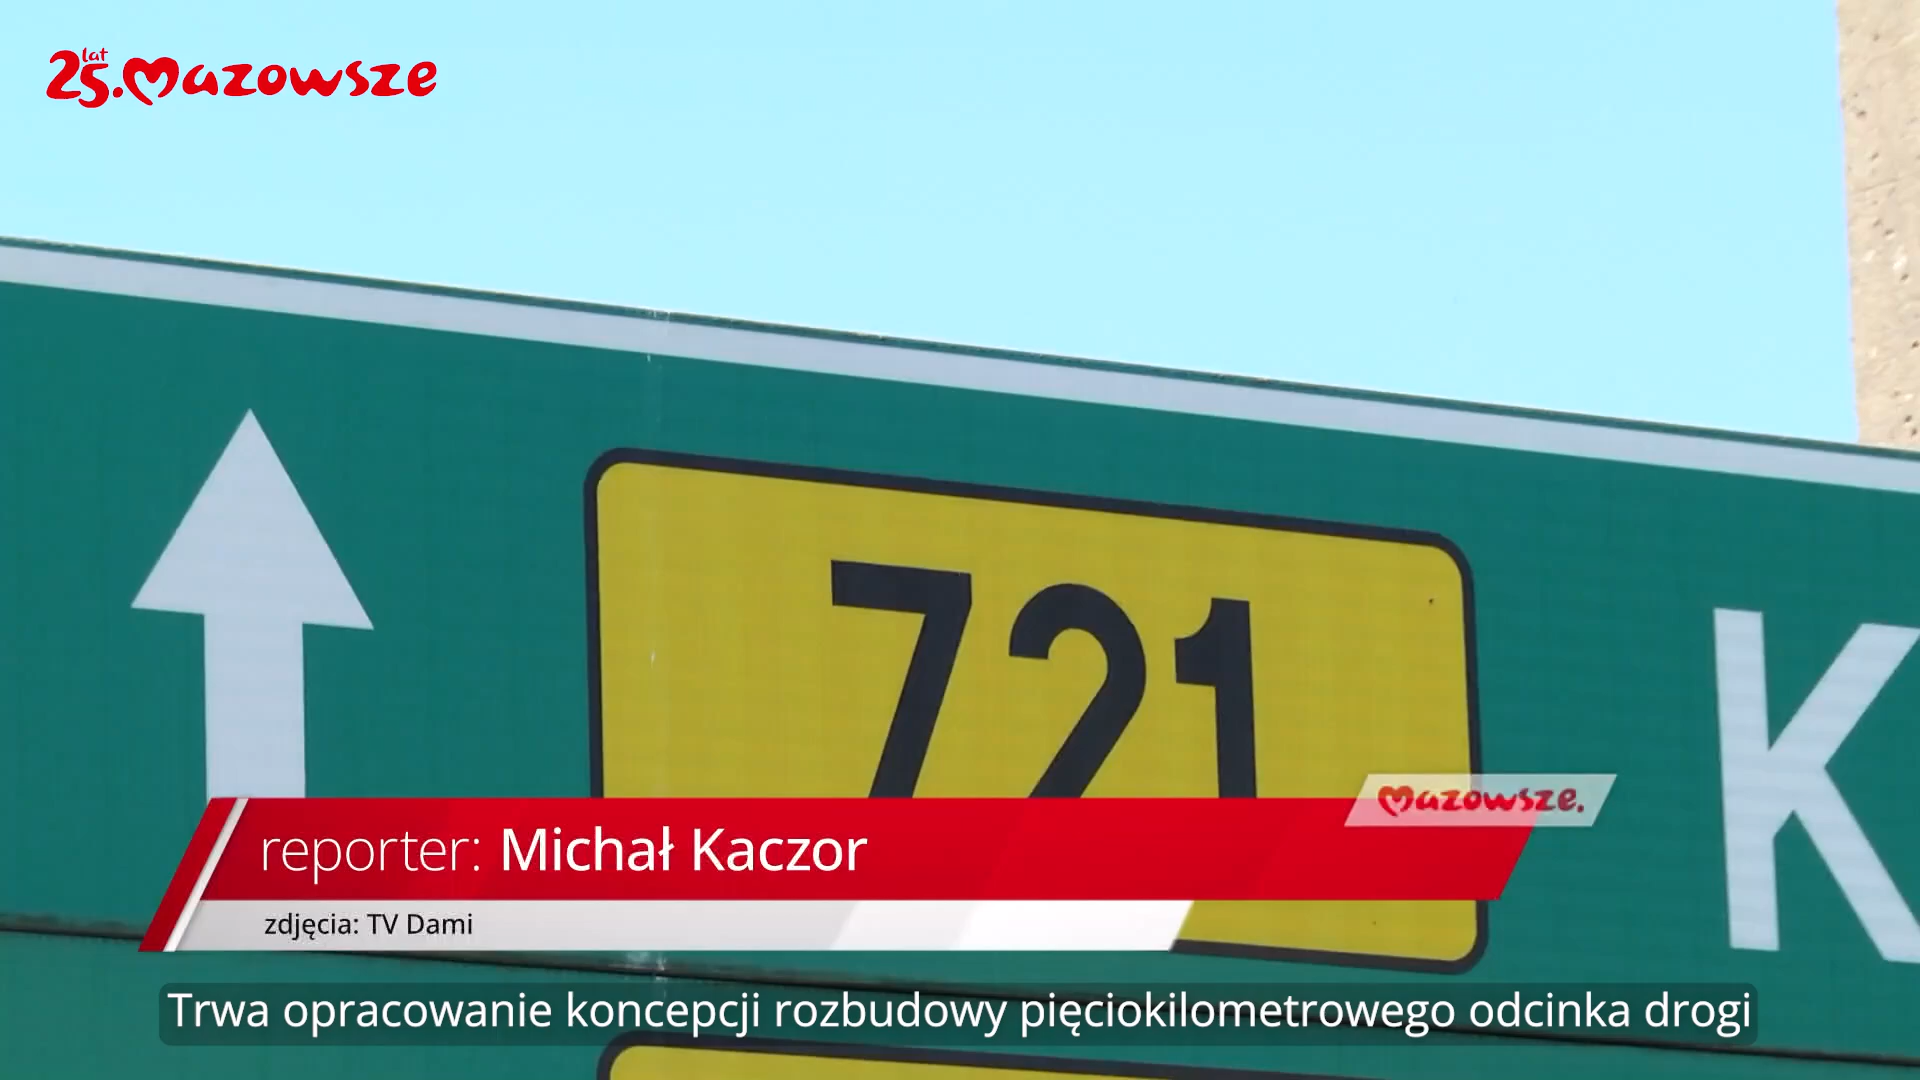 25 lat. Mazowsze
721
K
Mazowsze.
reporter: Michał Kaczor
zdjęcia: TV Dami
Trwa opracowanie koncepcji rozbudowy pięciokilometrowego odcinka drogi